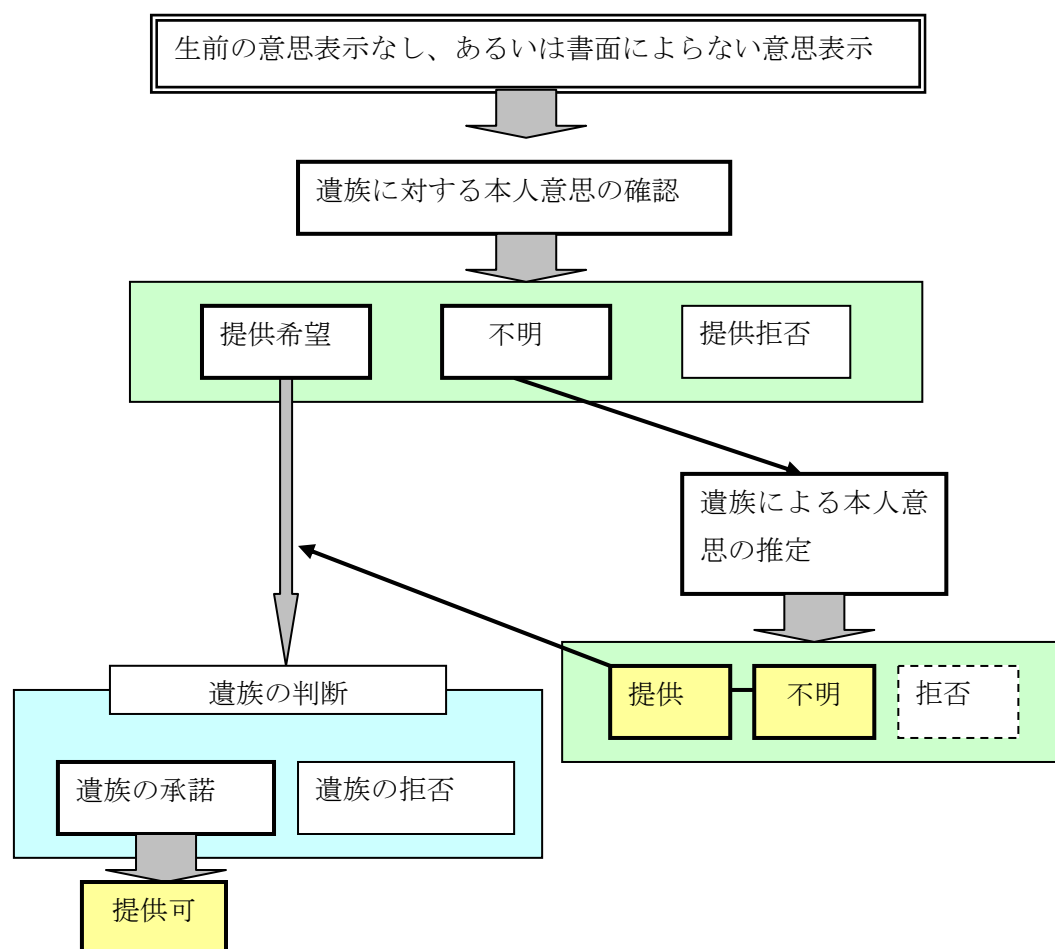 生前の意思表示なし、あるいは書面によらない意思表示
遺族に対する本人意思の確認
提供希望
不明
提供拒否
遺族による本人意
思の推定
提供
不明
拒否
遺族の判断
遺族の承諾
遺族の拒否
提供可